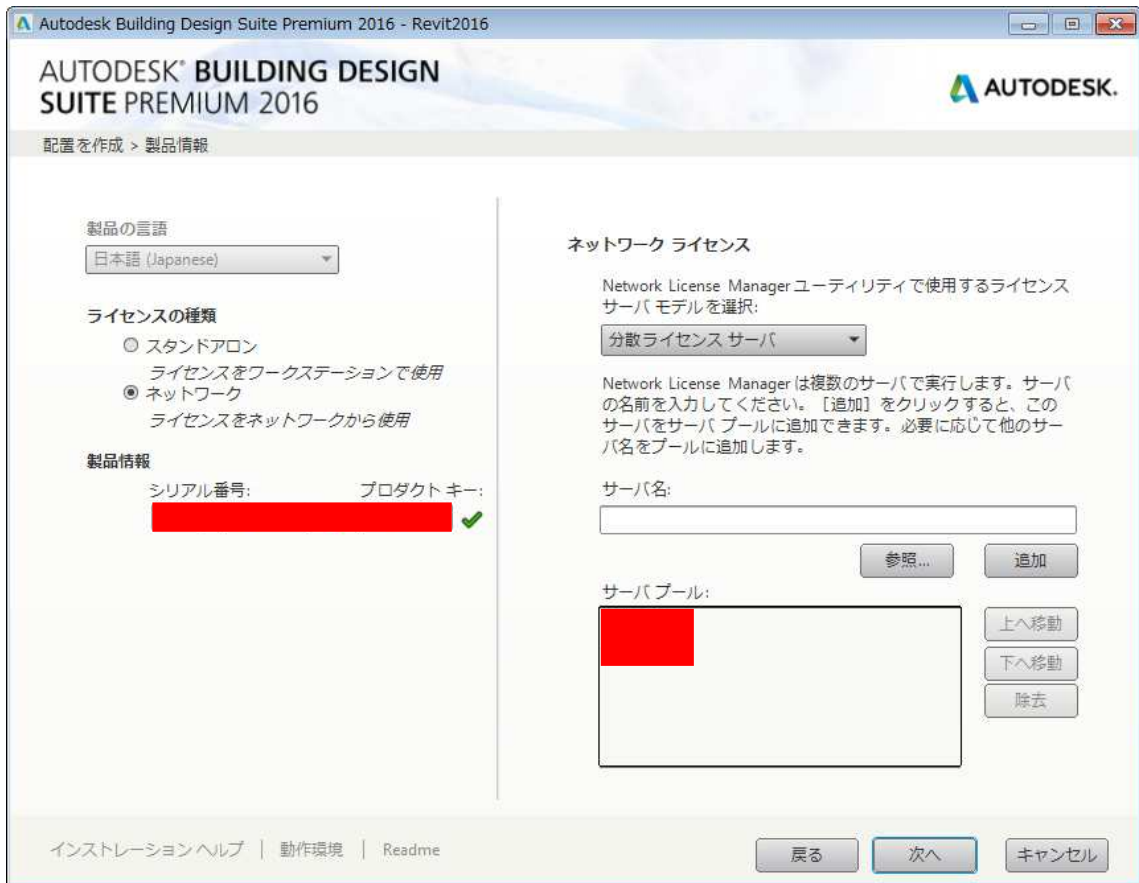 Autodesk Building Design Suite Premium 2016 - Revit2016
AUTODESK® BUILDING DESIGN
SUITE PREMIUM 2016
AUTODESK.
配置を作成 > 製品情報
製品の言語
日本語 (Japanese)
ライセンスの種類
スタンドアロン
ライセンスをワークステーションで使用
ネットワーク
ライセンスをネットワークから使用
製品情報
シリアル番号: プロダクト キー:
ネットワーク ライセンス
Network License Manager ユーティリティで使用するライセンス
サーバ モデルを選択:
分散ライセンス サーバ
Network License Manager は複数のサーバで実行します。サーバ
の名前を入力してください。［追加］をクリックすると、この
サーバをサーバ プールに追加できます。必要に応じて他のサー
バ名をプールに追加します。
サーバ名:
参照... 追加
サーバ プール:
上へ移動
下へ移動
除去
インストレーション ヘルプ | 動作環境 | Readme
戻る 次へ キャンセル